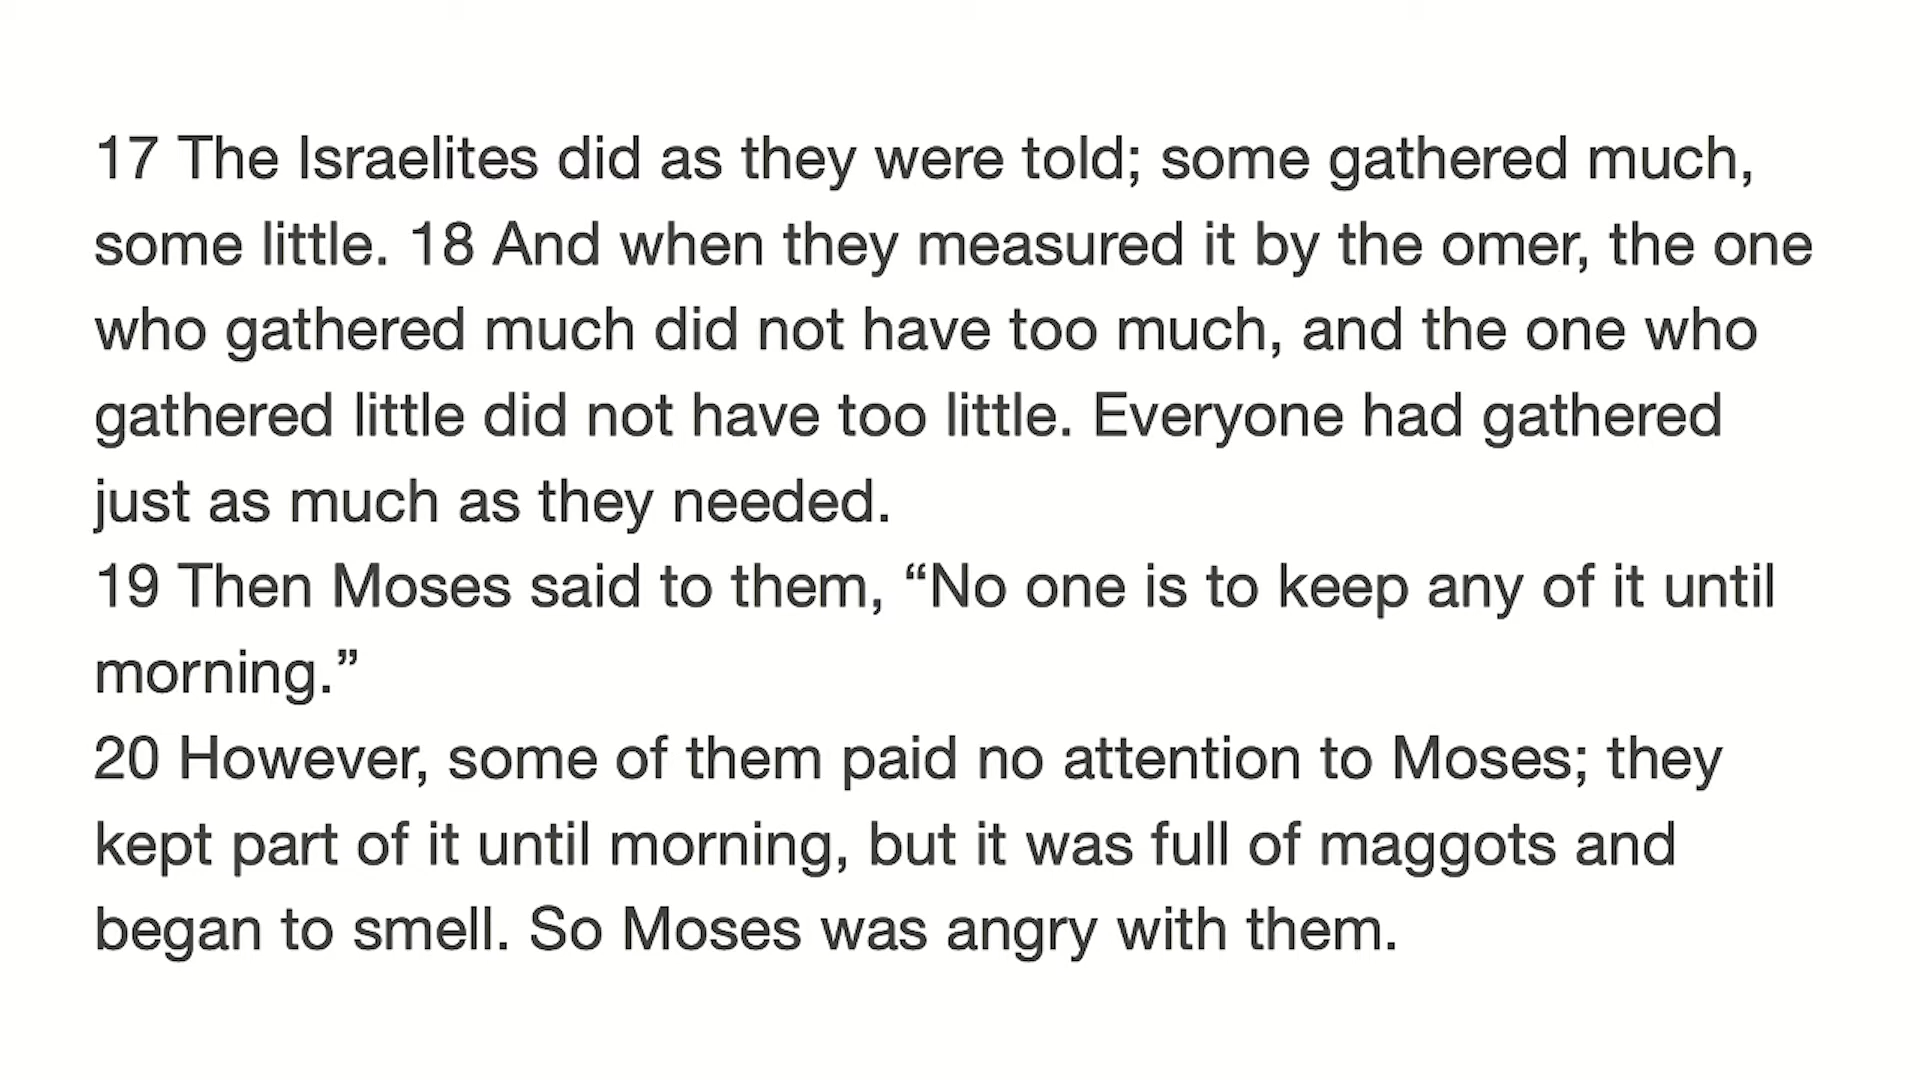 17 The Israelites did as they were told; some gathered much,
some little. 18 And when they measured it by the omer, the one
who gathered much did not have too much, and the one who
gathered little did not have too little. Everyone had gathered
just as much as they needed.
19 Then Moses said to them, “No one is to keep any of it until
morning.”
20 However, some of them paid no attention to Moses; they
kept part of it until morning, but it was full of maggots and
began to smell. So Moses was angry with them.